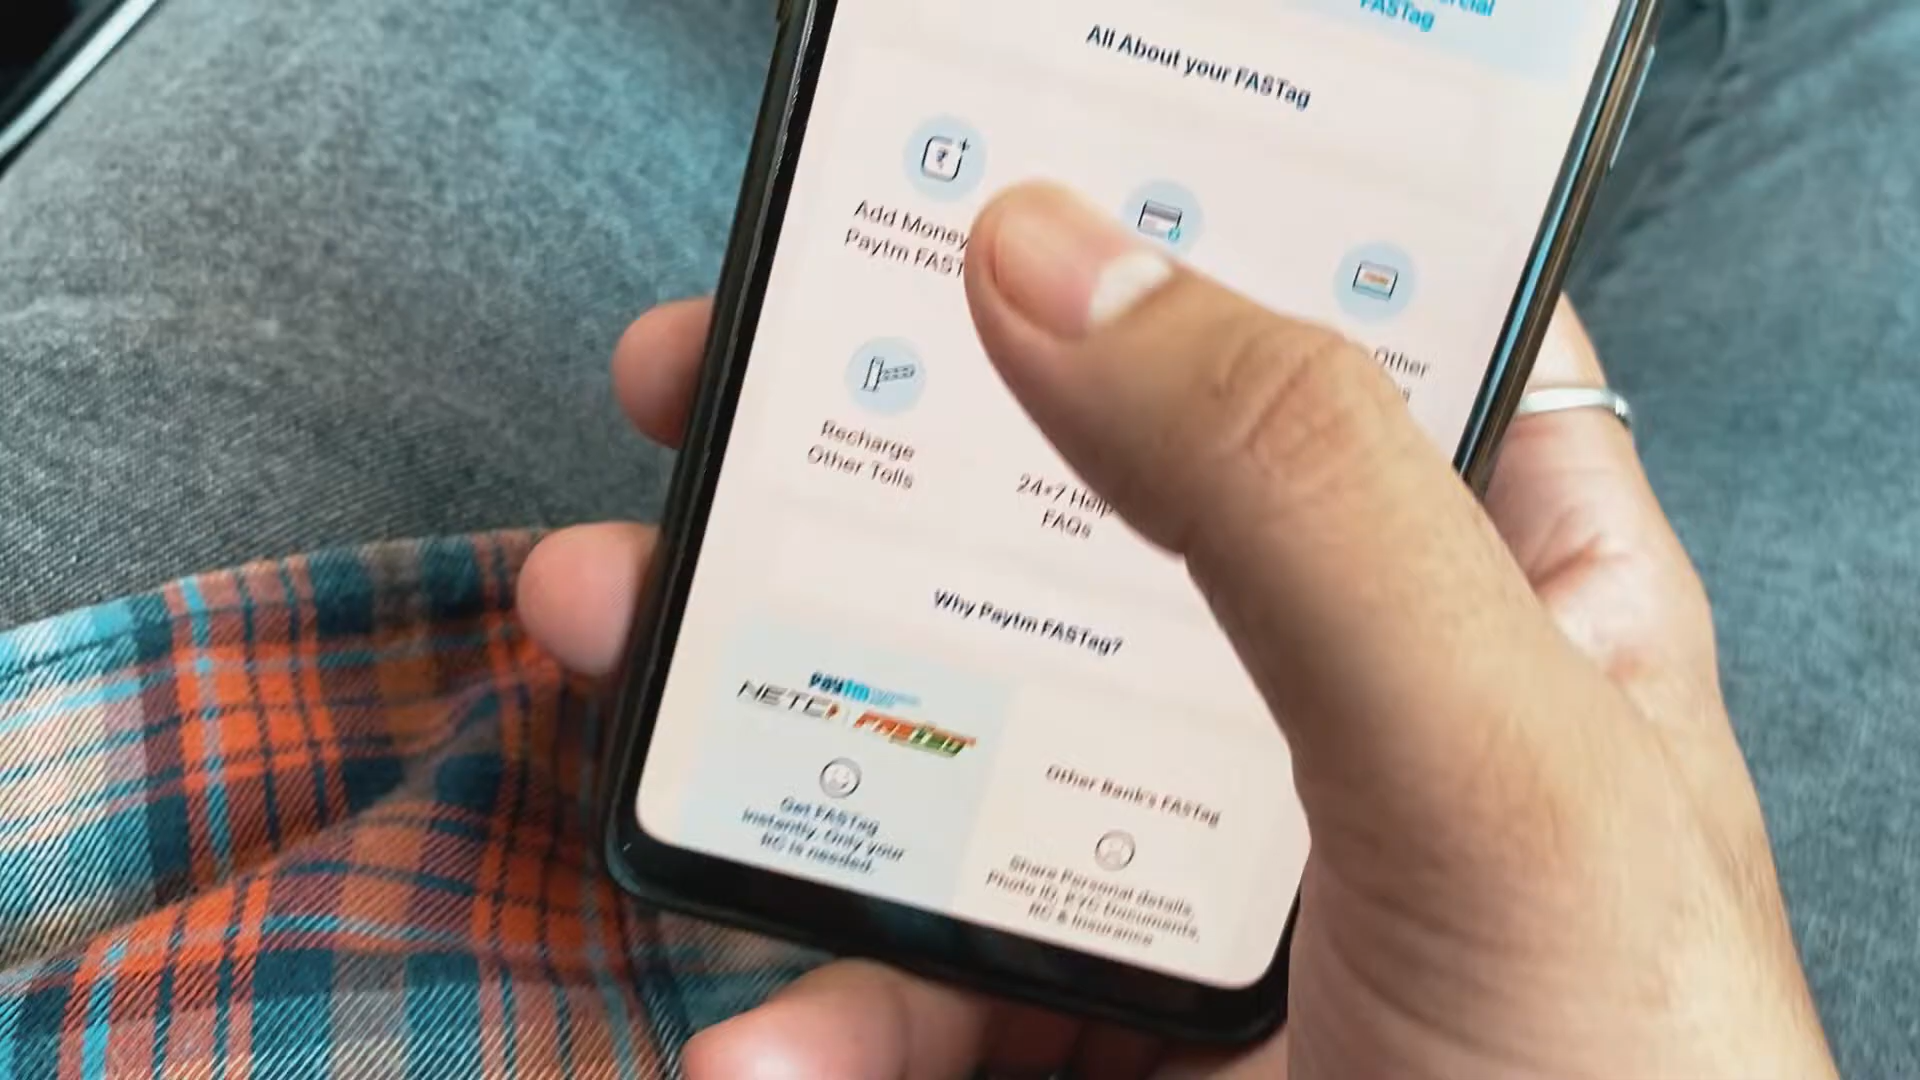 FASTag
All About your FASTag
Add Money
Paytm FAST
Other
Recharge
Other Tolls
24*7 Help
FAQs
Why Paytm FASTag?
paytm
NETC FASTag
Get FASTag
instantly. Only your
RC is needed.
Other Bank's FASTag
Share Personal details,
Photo ID, KYC Documents,
RC & Insurance